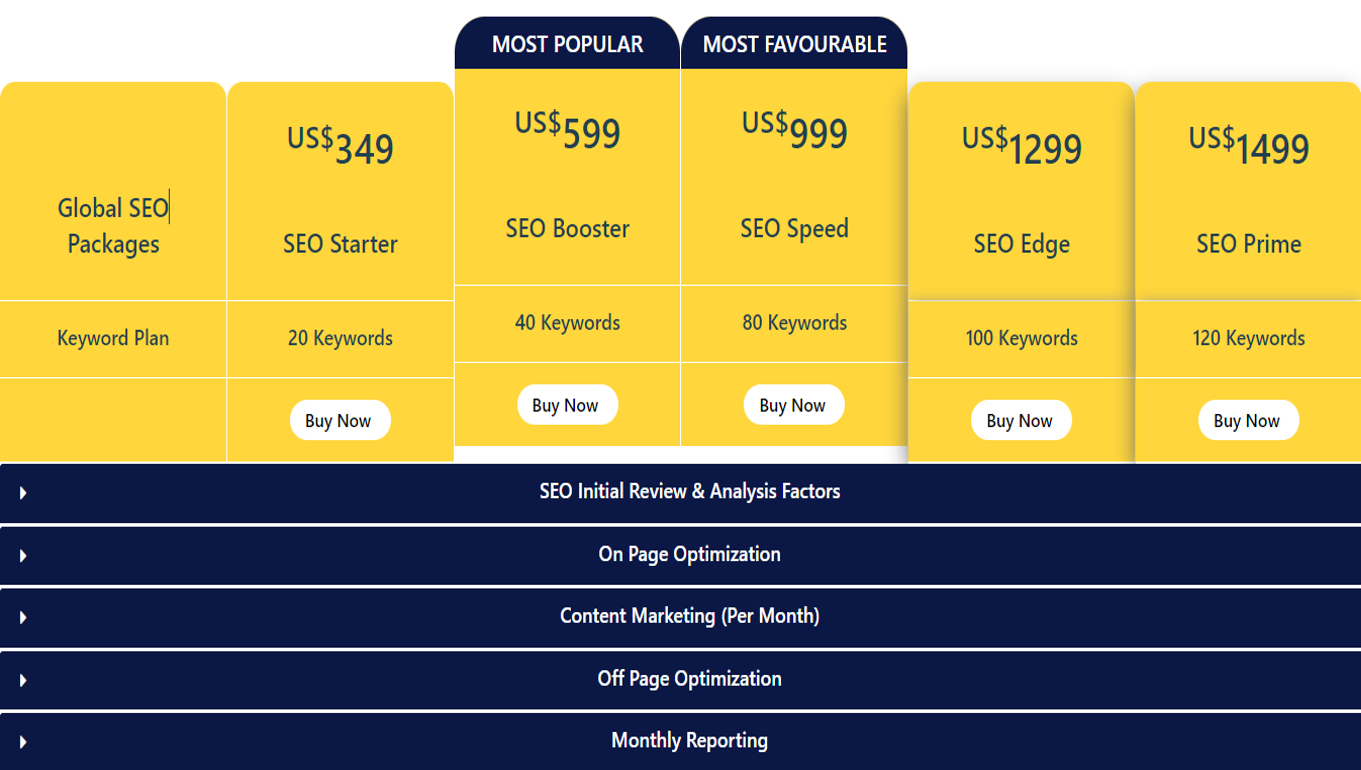 MOST POPULAR
MOST FAVOURABLE
Global SEO
Packages
US$349
SEO Starter
US$599
SEO Booster
US$999
SEO Speed
US$1299
SEO Edge
US$1499
SEO Prime
Keyword Plan
20 Keywords
40 Keywords
80 Keywords
100 Keywords
120 Keywords
Buy Now
Buy Now
Buy Now
Buy Now
Buy Now
SEO Initial Review & Analysis Factors
On Page Optimization
Content Marketing (Per Month)
Off Page Optimization
Monthly Reporting